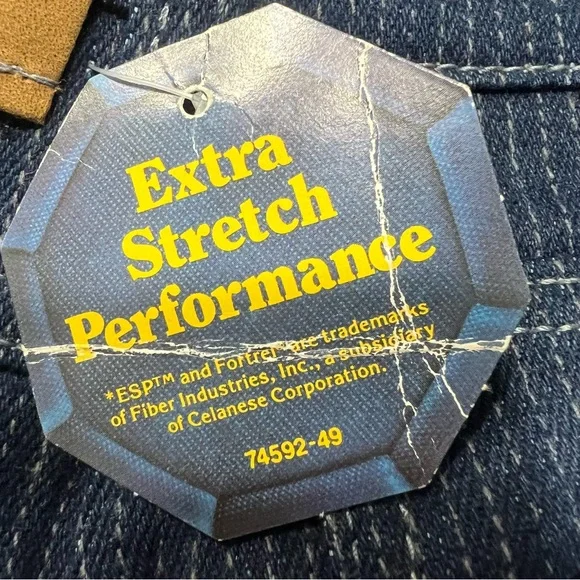 Extra
Stretch
Performance
*ESP™ and Fortrel® are trademarks
of Fiber Industries, Inc., a subsidiary
of Celanese Corporation.
74592-49